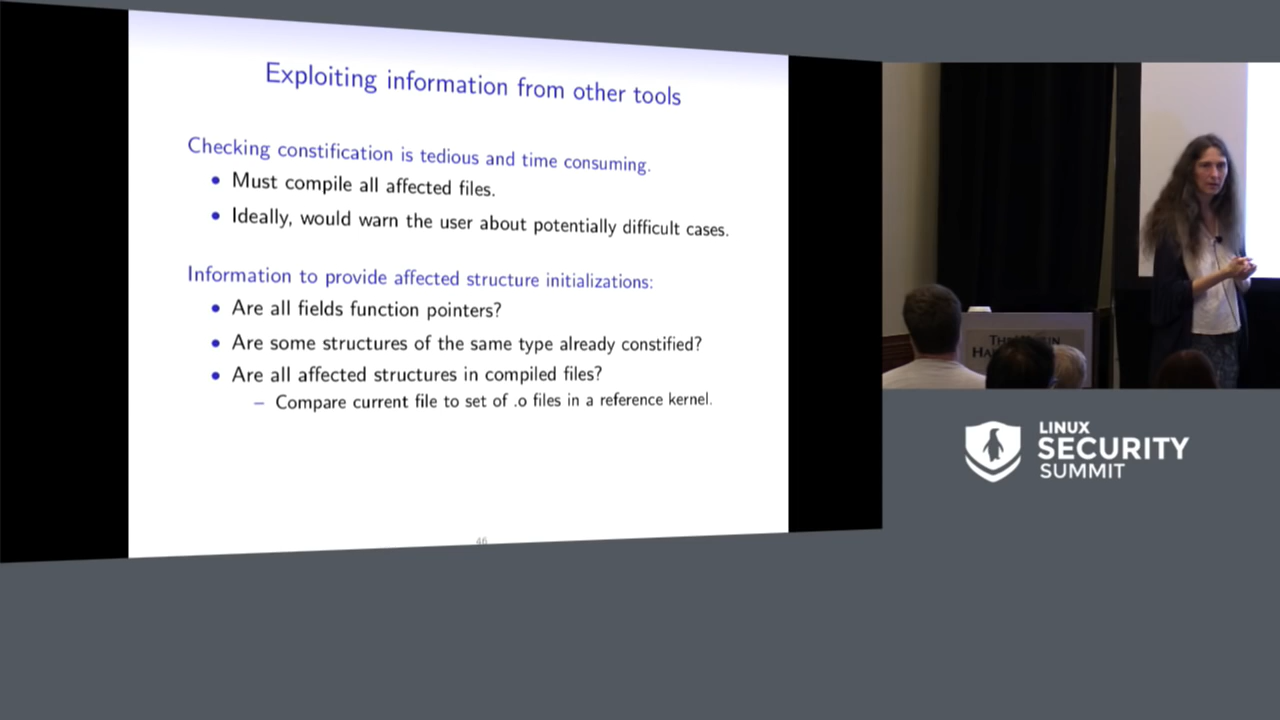 Exploiting information from other tools
Checking constification is tedious and time consuming.
• Must compile all affected files.
• Ideally, would warn the user about potentially difficult cases.
Information to provide affected structure initializations:
• Are all fields function pointers?
• Are some structures of the same type already constified?
• Are all affected structures in compiled files?
– Compare current file to set of .o files in a reference kernel.
46
LINUX
SECURITY
SUMMIT